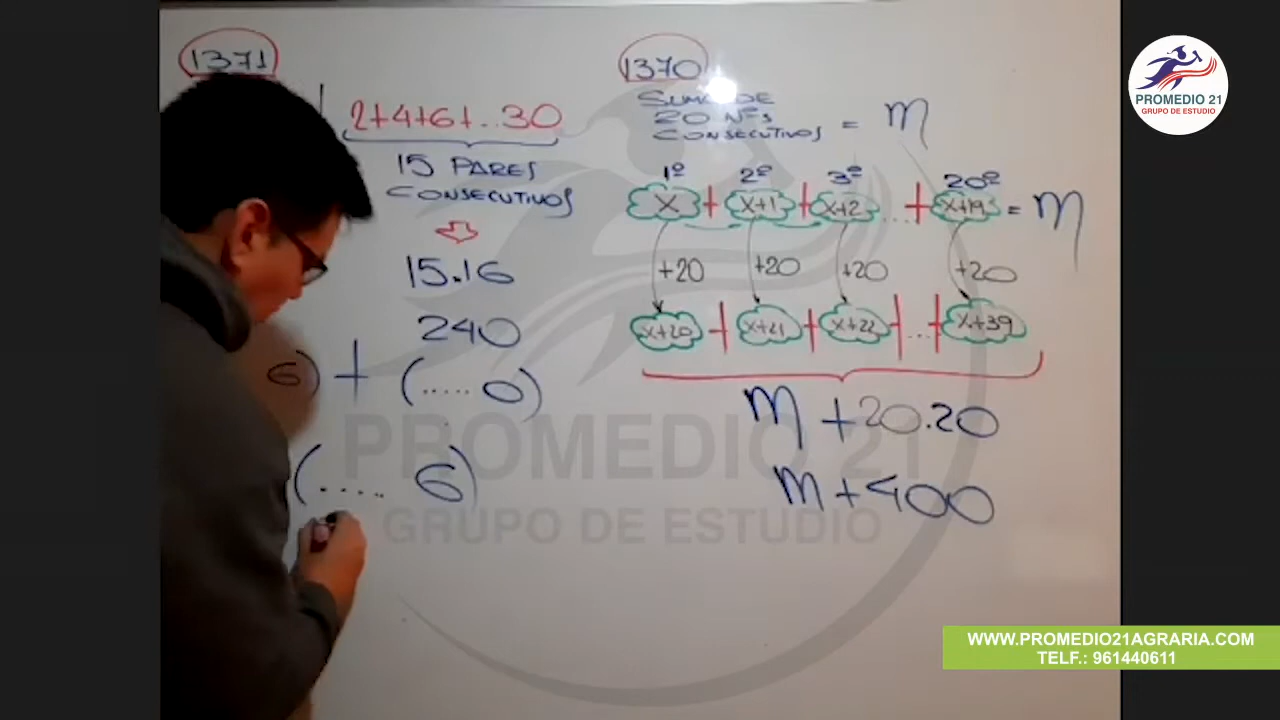 1371
2+4+6+...30
15 PARES
CONSECUTIVOS
15.16
240
6) + (.....0)
(.....6)
1370
SUMA DE
20 Nºs
CONSECUTIVOS = m
1º 2º 3º 20º
x + x+1 + x+2 ... + x+19 = m
+20 +20 +20 +20
x+20 + x+21 + x+22 + ... + x+39
m + 20.20
m + 400
PROMEDIO 21
GRUPO DE ESTUDIO
PROMEDIO 21
GRUPO DE ESTUDIO
WWW.PROMEDIO21AGRARIA.COM
TELF.: 961440611